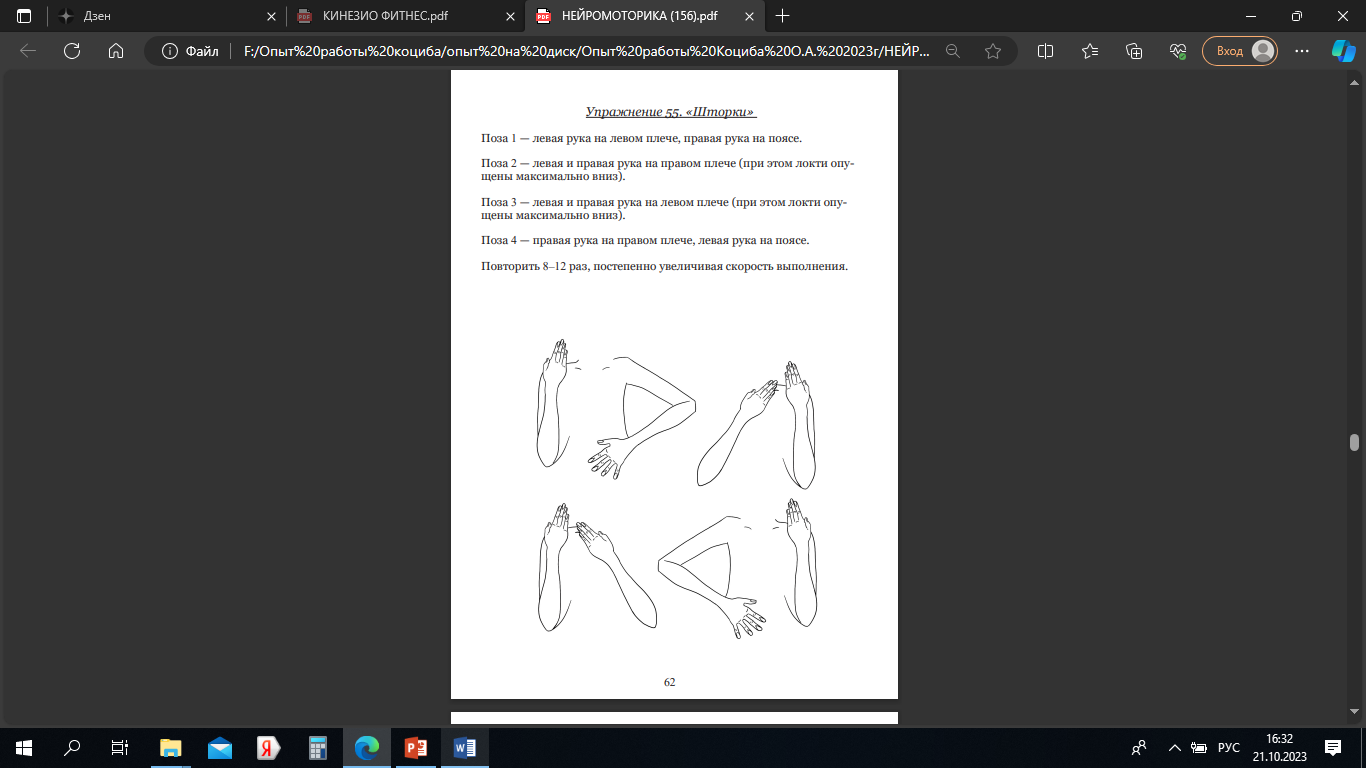 Дзен
КИНЕЗИО ФИТНЕС.pdf
НЕЙРОМОТОРИКА (156).pdf
Файл
F:/Опыт%20работы%20коциба/опыт%20на%20диск/Опыт%20работы%20Коциба%20О.А.%202023г/НЕЙР...
Вход
Упражнение 55. «Шторки»
Поза 1 — левая рука на левом плече, правая рука на поясе.
Поза 2 — левая и правая рука на правом плече (при этом локти опу-
щены максимально вниз).
Поза 3 — левая и правая рука на левом плече (при этом локти опу-
щены максимально вниз).
Поза 4 — правая рука на правом плече, левая рука на поясе.
Повторить 8–12 раз, постепенно увеличивая скорость выполнения.
62
РУС
16:32
21.10.2023